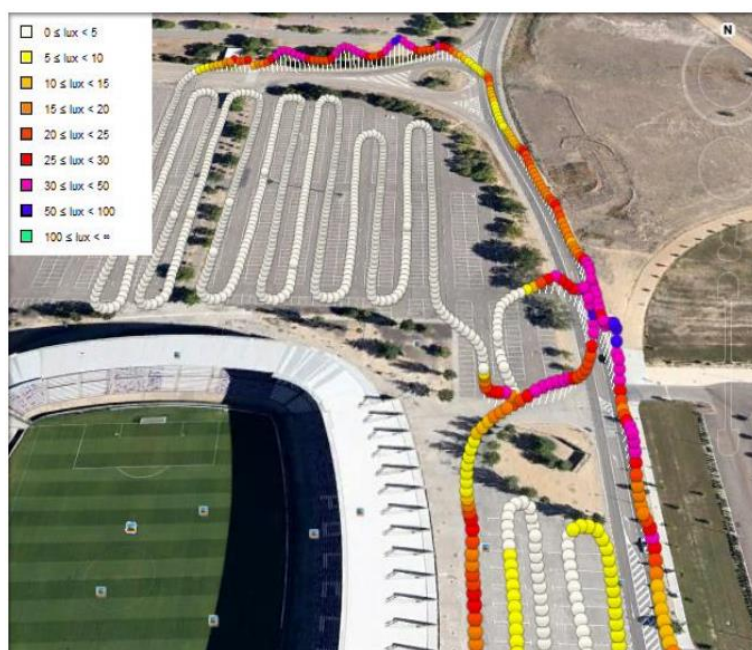 0 ≤ lux < 5
5 ≤ lux < 10
10 ≤ lux < 15
15 ≤ lux < 20
20 ≤ lux < 25
25 ≤ lux < 30
30 ≤ lux < 50
50 ≤ lux < 100
100 ≤ lux < ∞
N